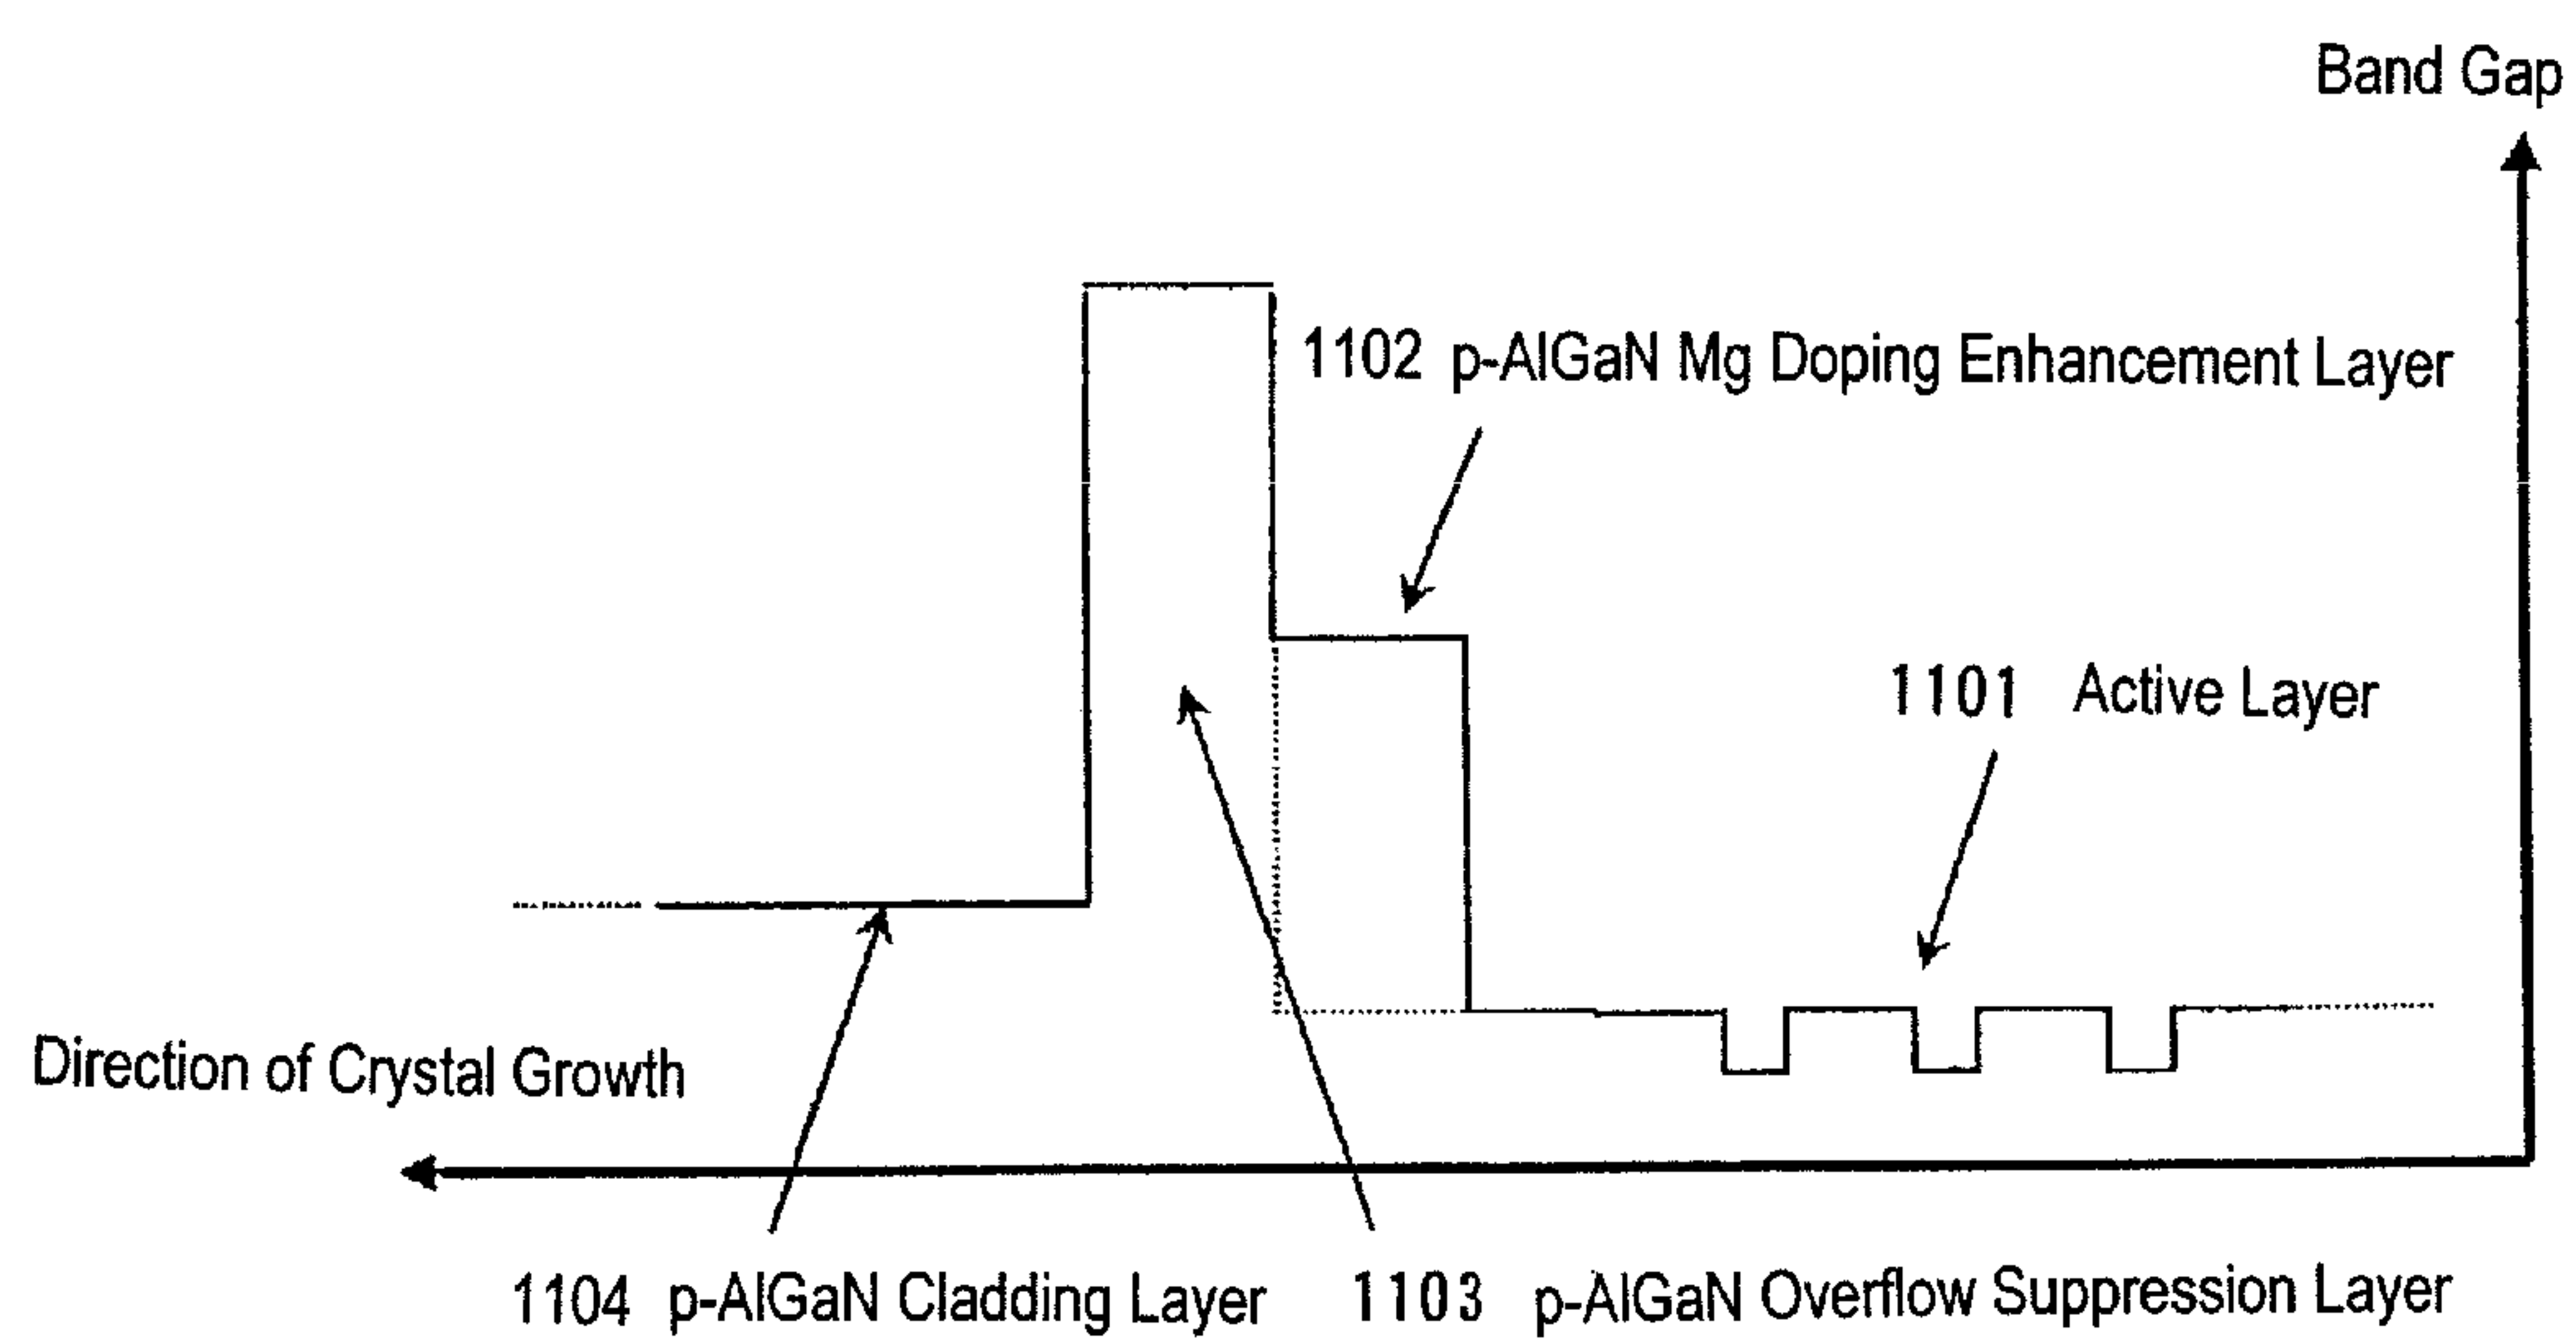 Band Gap
1102 p-AlGaN Mg Doping Enhancement Layer
1101 Active Layer
Direction of Crystal Growth
1104 p-AlGaN Cladding Layer
1103 p-AlGaN Overflow Suppression Layer